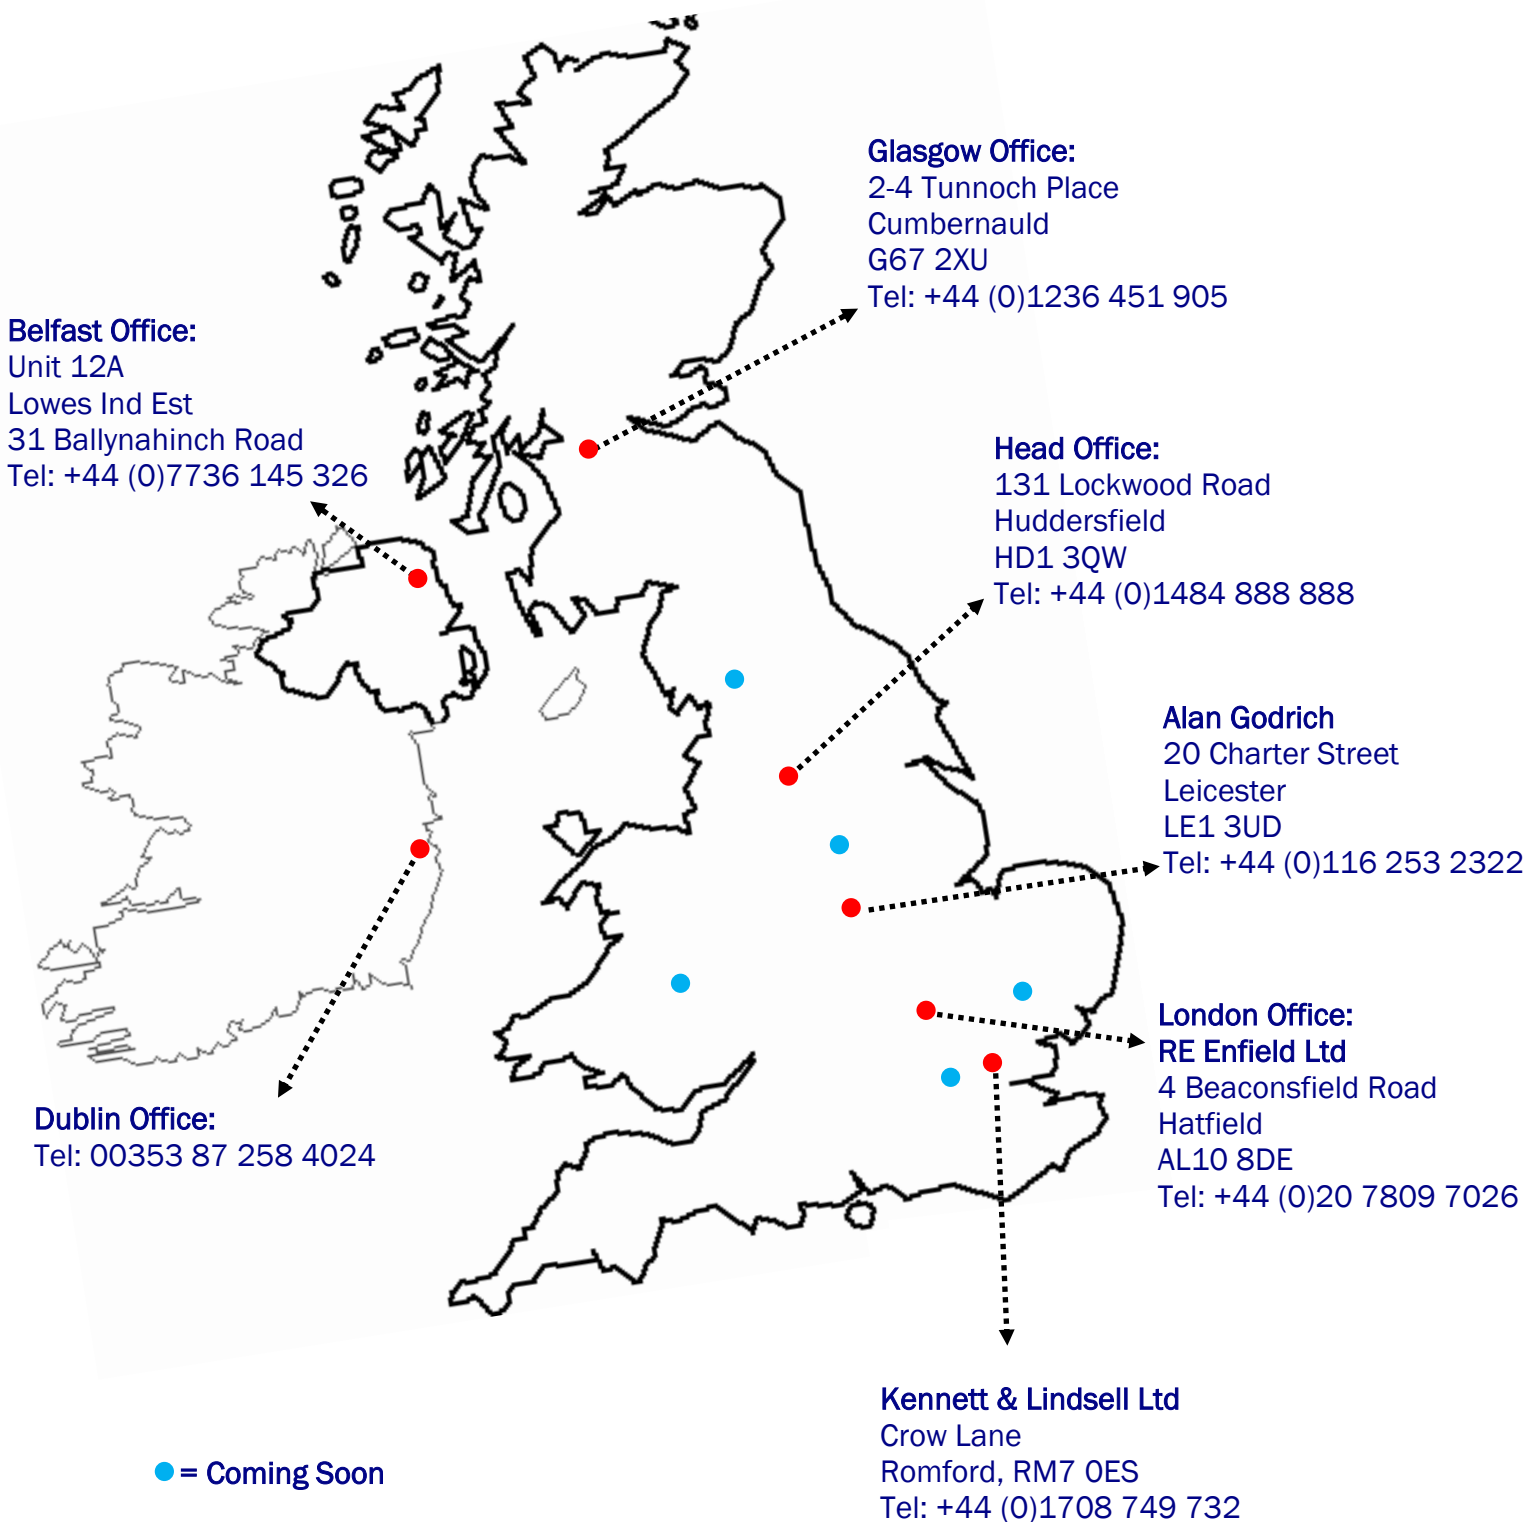 Glasgow Office:
2-4 Tunnoch Place
Cumbernauld
G67 2XU
Tel: +44 (0)1236 451 905
Belfast Office:
Unit 12A
Lowes Ind Est
31 Ballynahinch Road
Tel: +44 (0)7736 145 326
Head Office:
131 Lockwood Road
Huddersfield
HD1 3QW
Tel: +44 (0)1484 888 888
Alan Godrich
20 Charter Street
Leicester
LE1 3UD
Tel: +44 (0)116 253 2322
London Office:
RE Enfield Ltd
4 Beaconsfield Road
Hatfield
AL10 8DE
Tel: +44 (0)20 7809 7026
Dublin Office:
Tel: 00353 87 258 4024
Kennett & Lindsell Ltd
Crow Lane
Romford, RM7 0ES
Tel: +44 (0)1708 749 732
= Coming Soon